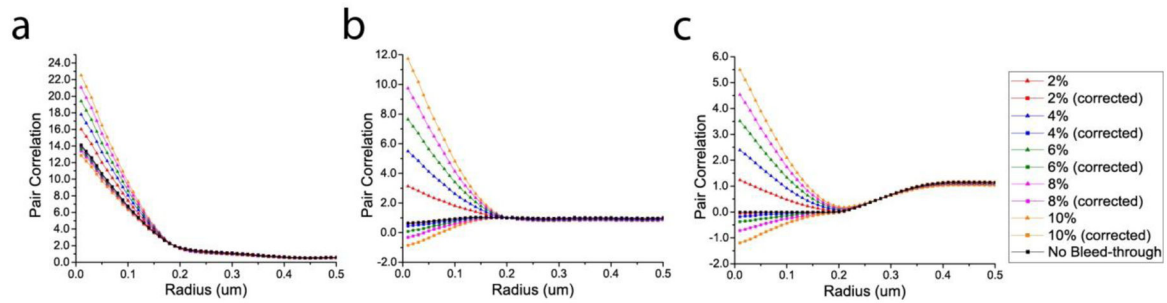 a
24.0
22.0
20.0
18.0
16.0
14.0
12.0
10.0
8.0
6.0
4.0
2.0
0.0
Pair Correlation
0.0 0.1 0.2 0.3 0.4 0.5
Radius (um)
b
12.0
10.0
8.0
6.0
4.0
2.0
0.0
-2.0
Pair Correlation
0.0 0.1 0.2 0.3 0.4 0.5
Radius (um)
c
6.0
5.0
4.0
3.0
2.0
1.0
0.0
-1.0
-2.0
Pair Correlation
0.0 0.1 0.2 0.3 0.4 0.5
Radius (um)
2%
2% (corrected)
4%
4% (corrected)
6%
6% (corrected)
8%
8% (corrected)
10%
10% (corrected)
No Bleed-through